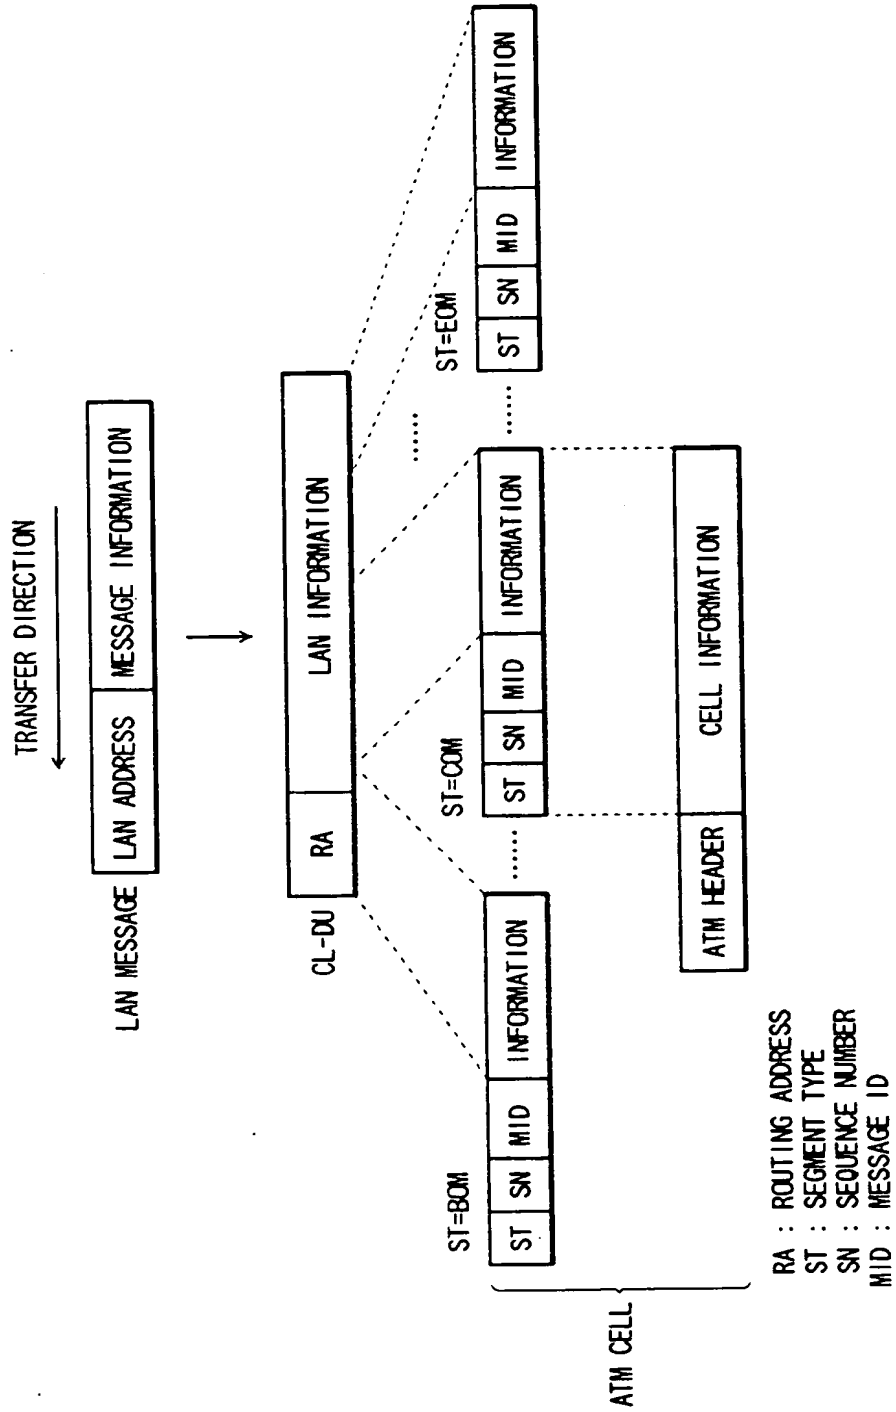 TRANSFER DIRECTION
LAN MESSAGE
LAN ADDRESS
MESSAGE INFORMATION
CL-DU
RA
LAN INFORMATION
ST=BOM
ST=COM
ST=EOM
ST
SN
MID
INFORMATION
......
ST
SN
MID
INFORMATION
......
......
ST
SN
MID
INFORMATION
ATM CELL
ATM HEADER
CELL INFORMATION
RA : ROUTING ADDRESS
ST : SEGMENT TYPE
SN : SEQUENCE NUMBER
MID : MESSAGE ID